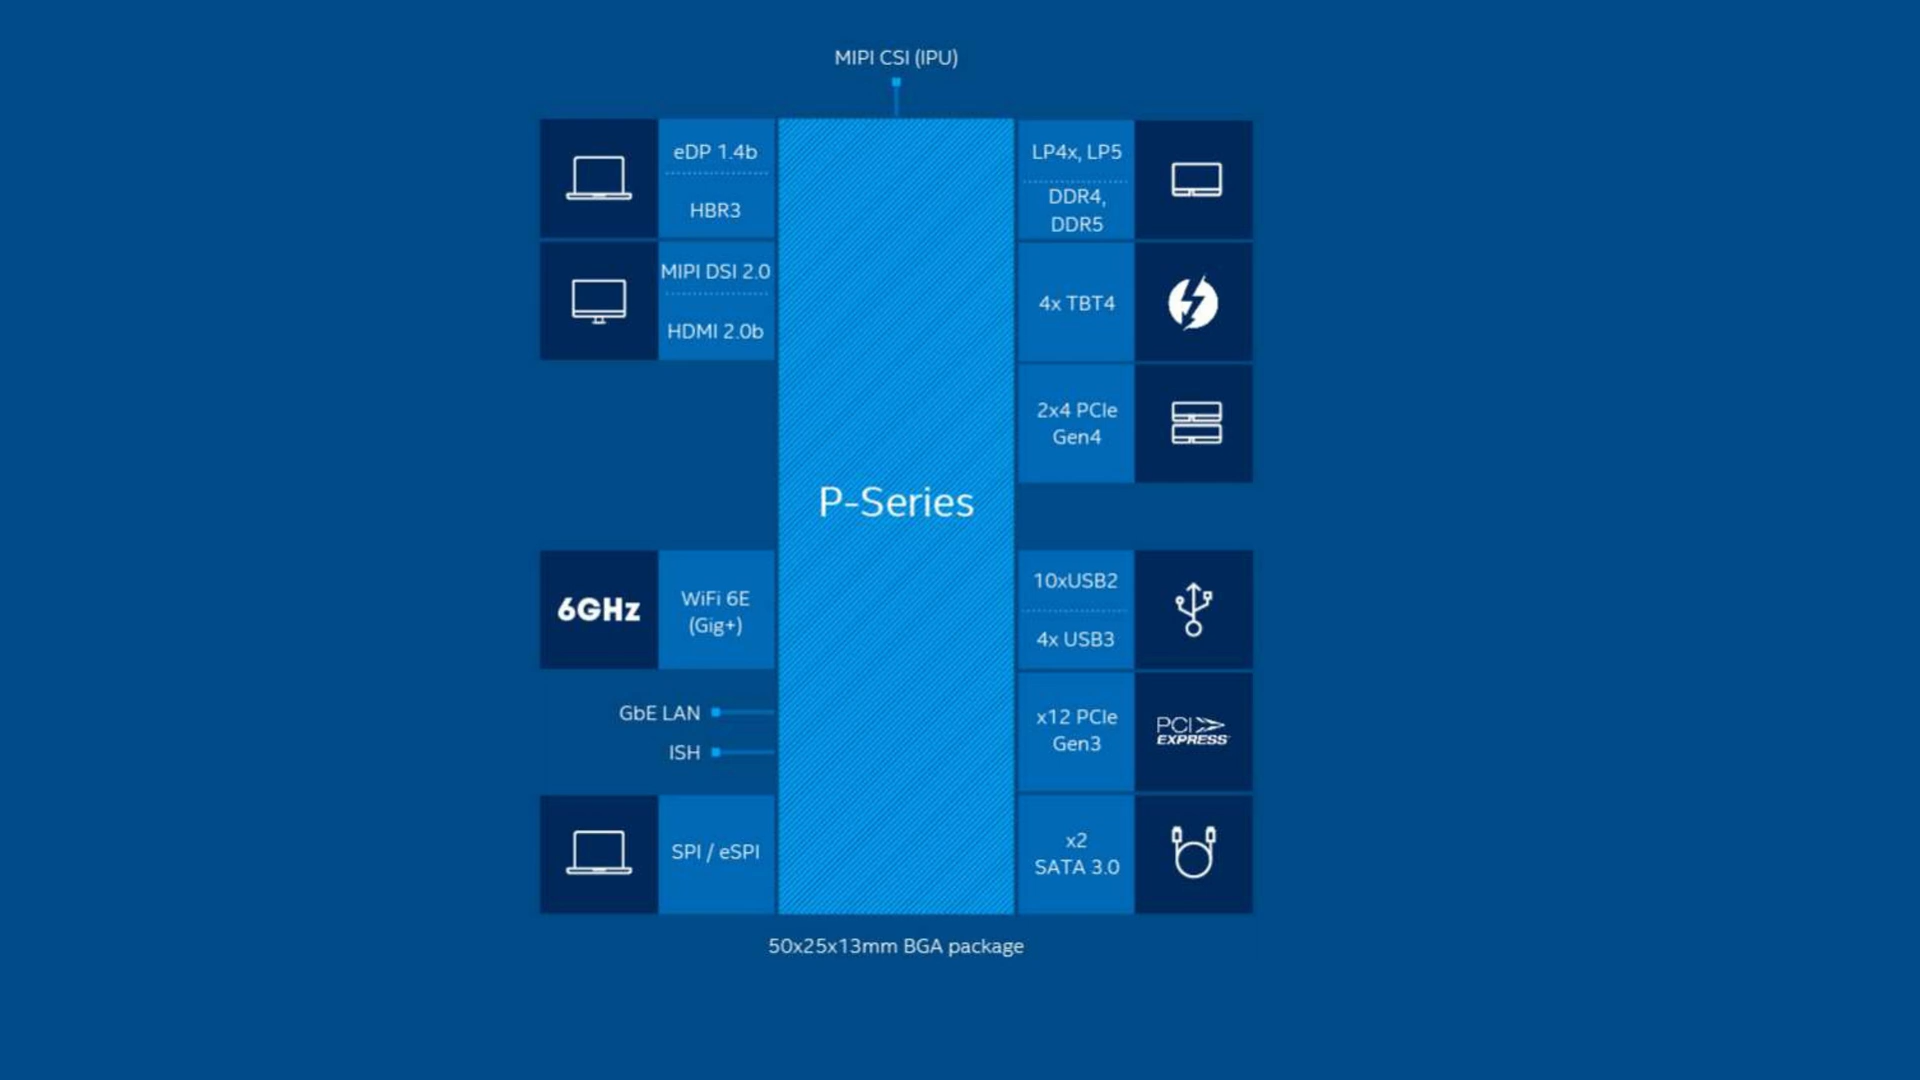 MIPI CSI (IPU)
eDP 1.4b
HBR3
MIPI DSI 2.0
HDMI 2.0b
LP4x, LP5
DDR4,
DDR5
4x TBT4
2x4 PCIe
Gen4
P-Series
6GHz
WiFi 6E
(Gig+)
GbE LAN
ISH
SPI / eSPI
10xUSB2
4x USB3
x12 PCIe
Gen3
PCI
EXPRESS
x2
SATA 3.0
50x25x13mm BGA package